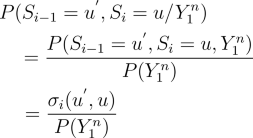 P(S_{i-1} = u^{'}, S_i = u/Y_1^n)
= \frac{P(S_{i-1} = u^{'}, S_i = u, Y_1^n)}{P(Y_1^n)}
= \frac{\sigma_i(u^{'}, u)}{P(Y_1^n)}